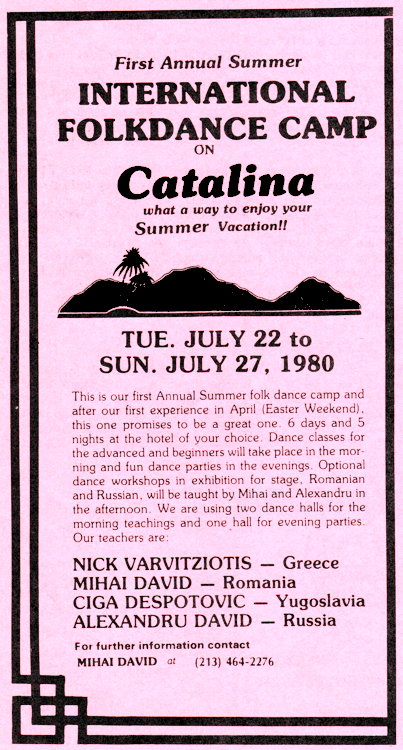 First Annual Summer
INTERNATIONAL
FOLKDANCE CAMP
ON
Catalina
what a way to enjoy your
Summer Vacation!!
TUE. JULY 22 to
SUN. JULY 27, 1980
This is our first Annual Summer folk dance camp and
after our first experience in April (Easter Weekend),
this one promises to be a great one. 6 days and 5
nights at the hotel of your choice. Dance classes for
the advanced and beginners will take place in the mor-
ning and fun dance parties in the evenings. Optional
dance workshops in exhibition for stage, Romanian
and Russian, will be taught by Mihai and Alexandru in
the afternoon. We are using two dance halls for the
morning teachings and one hall for evening parties.
Our teachers are:
NICK VARVITZIOTIS — Greece
MIHAI DAVID — Romania
CIGA DESPOTOVIC — Yugoslavia
ALEXANDRU DAVID — Russia
For further information contact
MIHAI DAVID at (213) 464-2276